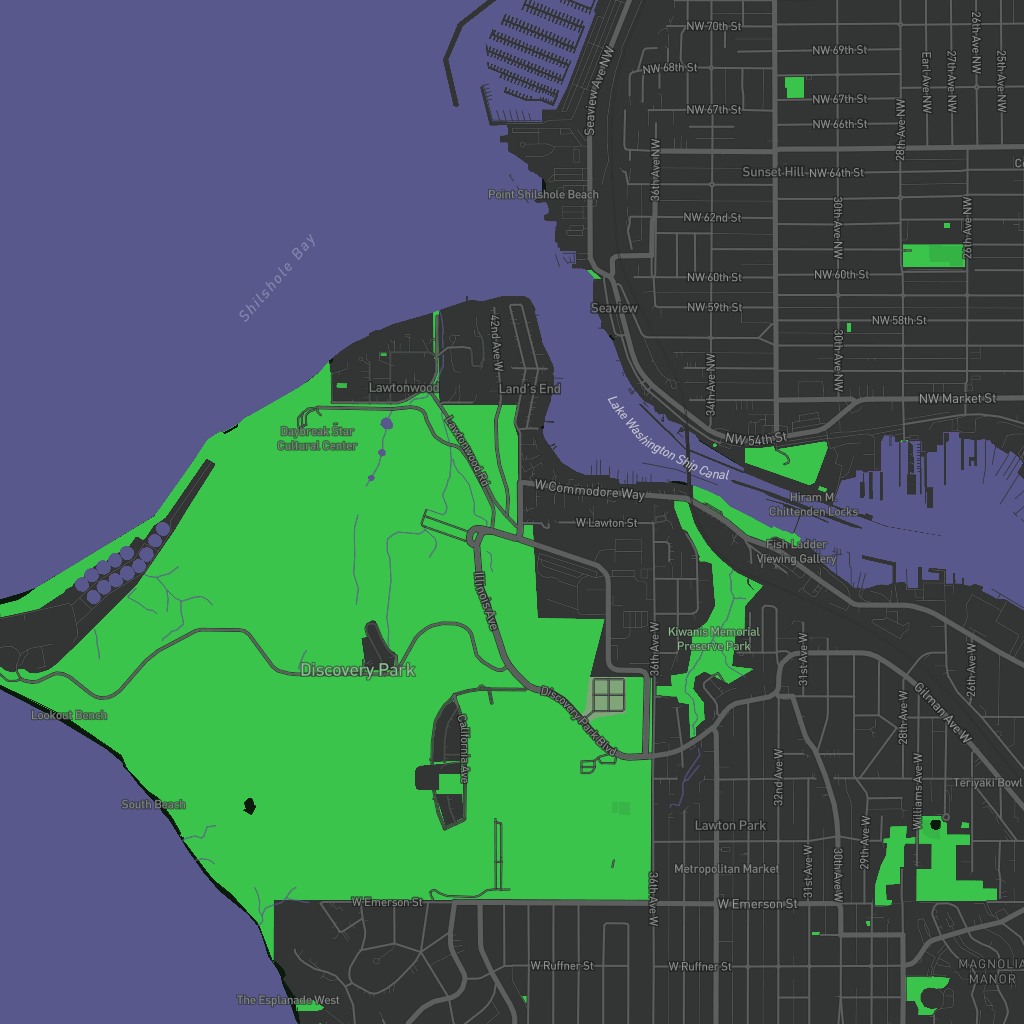 NW 70th St
26th Ave NW
NW 69th St
Earl Ave NW
27th Ave NW
25th Ave NW
NW 68th St
Seaview Ave NW
NW 67th St
NW 67th St
28th Ave NW
NW 66th St
36th Ave NW
Sunset Hill
NW 64th St
Point Shilshole Beach
NW 62nd St
30th Ave NW
26th Ave NW
Shilshole Bay
NW 60th St
NW 60th St
Seaview
NW 59th St
NW 58th St
42nd Ave W
34th Ave NW
30th Ave NW
Lawtonwood
Land's End
NW Market St
Lake Washington Ship Canal
Daybreak Star
Cultural Center
Lawtonwood Rd
NW 54th St
W Commodore Way
Hiram M.
Chittenden Locks
W Lawton St
Fish Ladder
Viewing Gallery
Illinois Ave
Kiwanis Memorial
Preserve Park
36th Ave W
31st Ave W
26th Ave W
Discovery Park
Discovery Park Blvd
Gilman Ave W
28th Ave W
Lookout Bench
California Ave
32nd Ave W
Teriyaki Bowl
Williams Ave W
South Beach
Lawton Park
29th Ave W
Metropolitan Market
31st Ave W
30th Ave W
36th Ave W
W Emerson St
W Emerson St
W Ruffner St
W Ruffner St
MAGNOLIA
MANOR
The Esplanade West